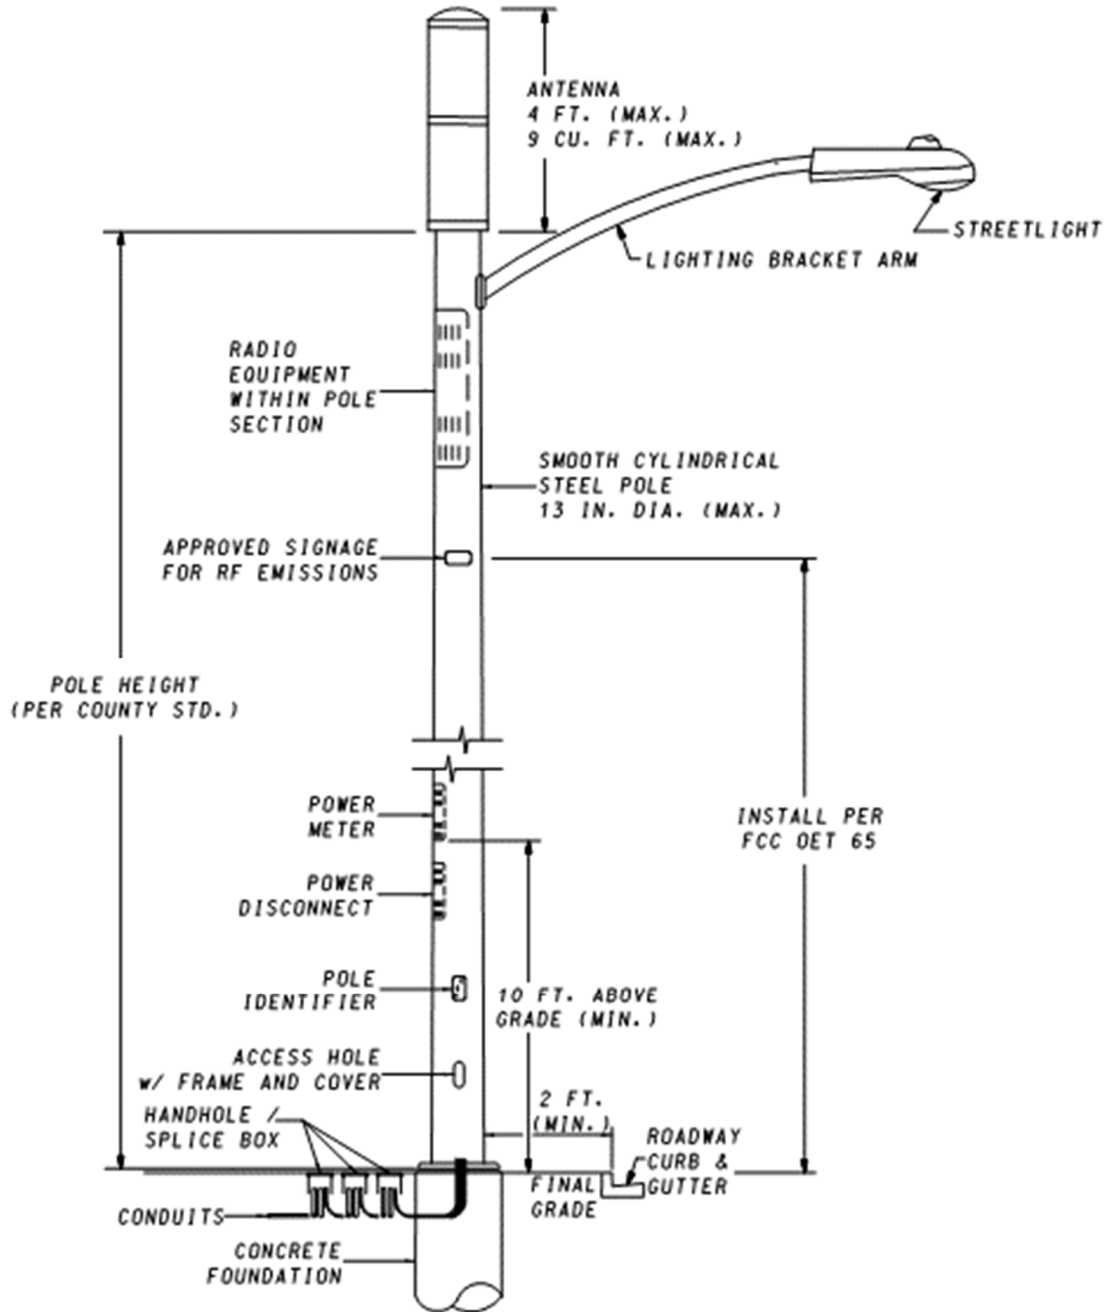 ANTENNA
4 FT. (MAX.)
9 CU. FT. (MAX.)
STREETLIGHT
LIGHTING BRACKET ARM
RADIO
EQUIPMENT
WITHIN POLE
SECTION
SMOOTH CYLINDRICAL
STEEL POLE
13 IN. DIA. (MAX.)
APPROVED SIGNAGE
FOR RF EMISSIONS
POLE HEIGHT
(PER COUNTY STD.)
POWER
METER
INSTALL PER
FCC OET 65
POWER
DISCONNECT
POLE
IDENTIFIER
10 FT. ABOVE
GRADE (MIN.)
ACCESS HOLE
w/ FRAME AND COVER
2 FT.
(MIN.)
HANDHOLE /
SPLICE BOX
ROADWAY
CURB &
GUTTER
FINAL
GRADE
CONDUITS
CONCRETE
FOUNDATION